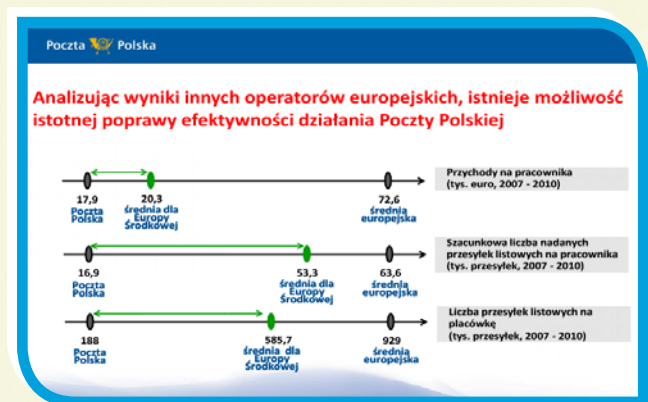 Poczta Polska
Analizując wyniki innych operatorów europejskich, istnieje możliwość
istotnej poprawy efektywności działania Poczty Polskiej
17,9
Poczta
Polska
20,3
średnia dla
Europy
Środkowej
72,6
średnia
europejska
Przychody na pracownika
(tys. euro, 2007 - 2010)
16,9
Poczta
Polska
53,3
średnia dla
Europy
Środkowej
63,6
średnia
europejska
Szacunkowa liczba nadanych
przesyłek listowych na pracownika
(tys. przesyłek, 2007 - 2010)
188
Poczta
Polska
585,7
średnia dla
Europy
Środkowej
929
średnia
europejska
Liczba przesyłek listowych na
placówkę
(tys. przesyłek, 2007 - 2010)